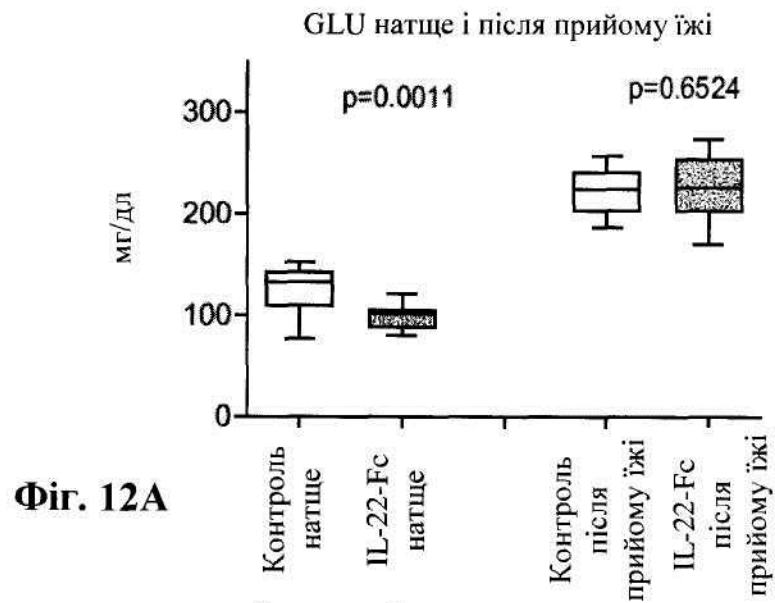 GLU натще і після прийому їжі
p=0.0011
p=0.6524
300
200
100
0
мг/дл
Контроль
натще
IL-22-Fc
натще
Контроль
після
прийому їжі
IL-22-Fc
після
прийому їжі
Фіг. 12A